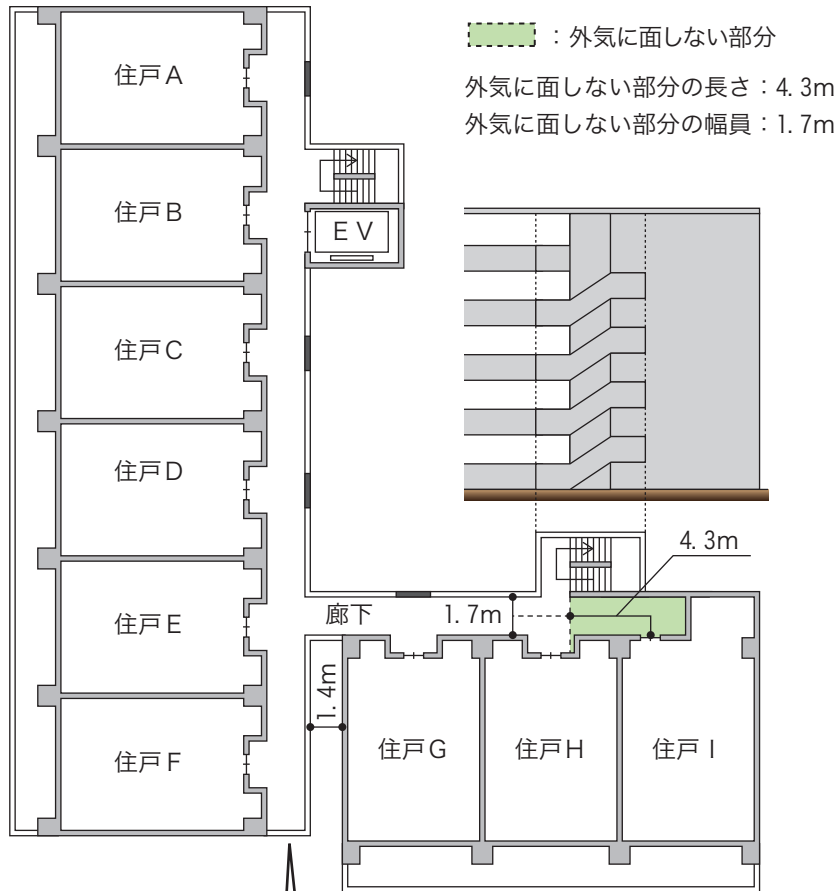 ：外気に面しない部分
外気に面しない部分の長さ：4.3m
外気に面しない部分の幅員：1.7m
住戸A
住戸B
EV
住戸C
住戸D
4.3m
住戸E
廊下
1.7m
1.4m
住戸F
住戸G
住戸H
住戸I